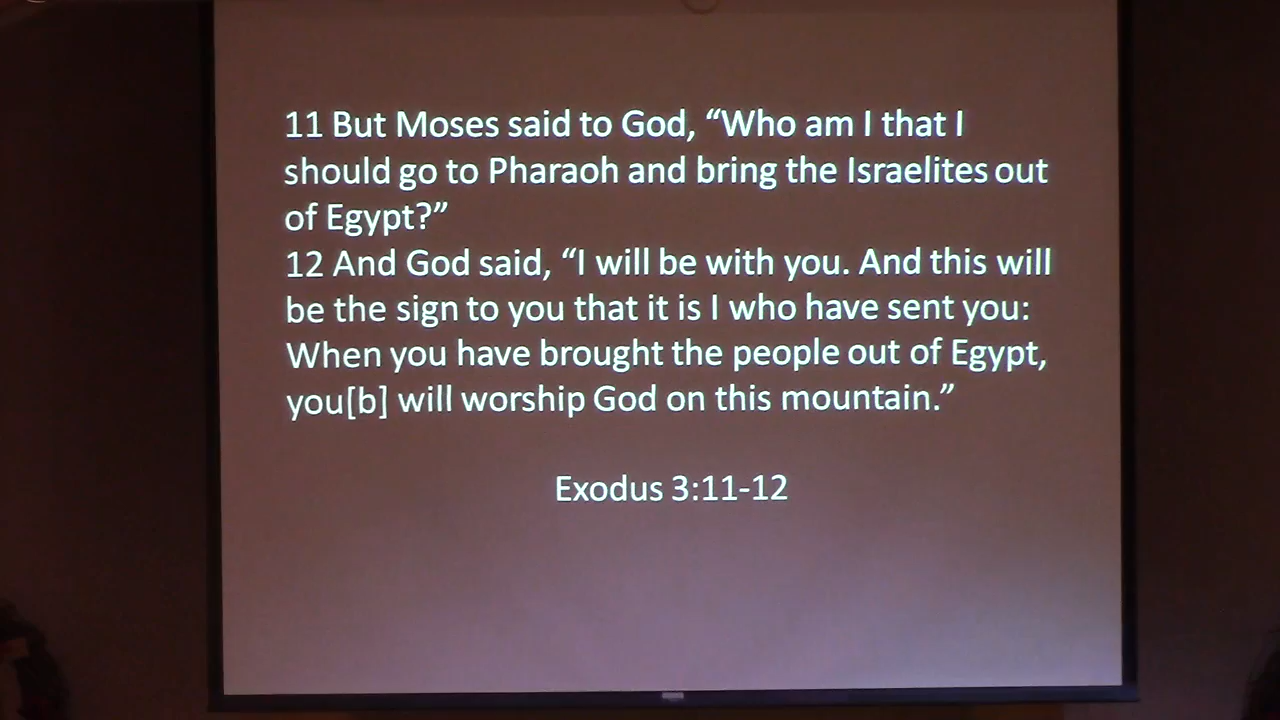 11 But Moses said to God, “Who am I that I
should go to Pharaoh and bring the Israelites out
of Egypt?”
12 And God said, “I will be with you. And this will
be the sign to you that it is I who have sent you:
When you have brought the people out of Egypt,
you[b] will worship God on this mountain.”
Exodus 3:11-12